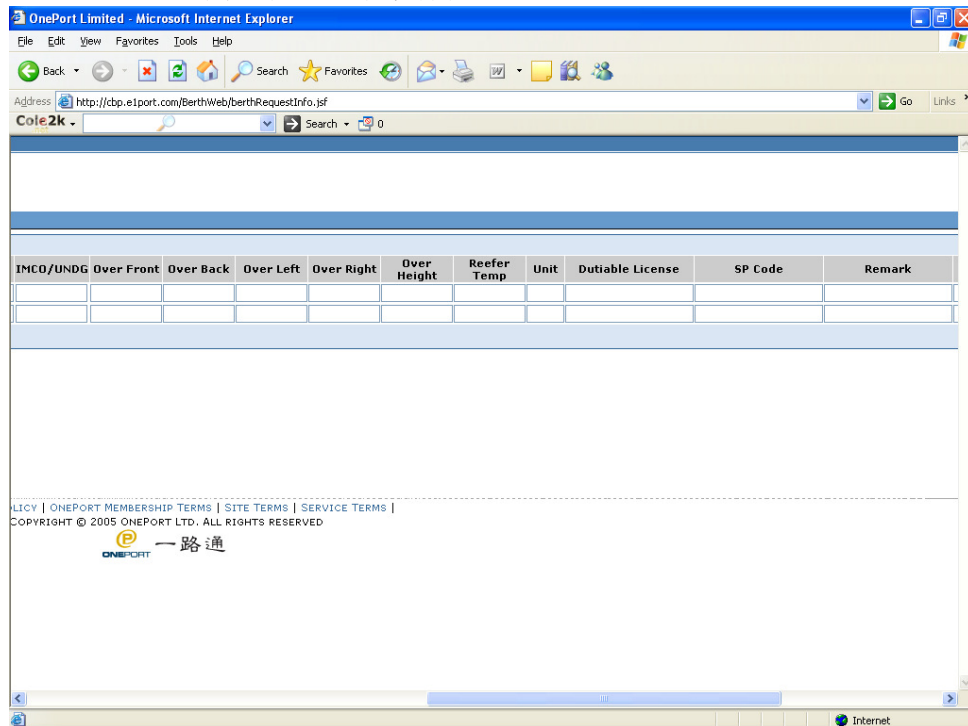 OnePort Limited - Microsoft Internet Explorer
File Edit View Favorites Tools Help
Back Search Favorites
Address http://cbp.e1port.com/BerthWeb/berthRequestInfo.jsf Go Links
Cole2k Search 0
IMCO/UNDG Over Front Over Back Over Left Over Right Over Height Reefer Temp Unit Dutiable License SP Code Remark
LICY | ONEPORT MEMBERSHIP TERMS | SITE TERMS | SERVICE TERMS |
COPYRIGHT © 2005 ONEPORT LTD. ALL RIGHTS RESERVED
ONEPORT 一路通
Internet